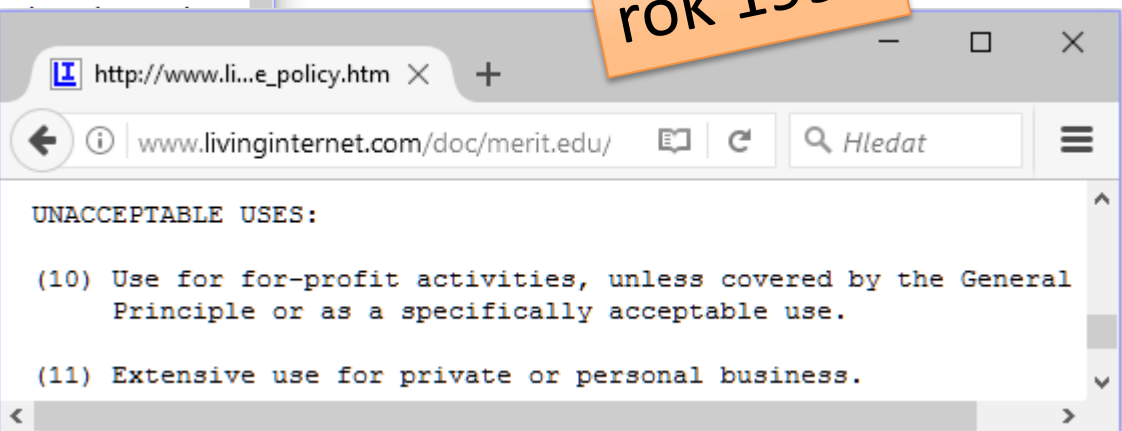 rok
http://www.li...e_policy.htm
www.livinginternet.com/doc/merit.edu/
Hledat
UNACCEPTABLE USES:
(10) Use for for-profit activities, unless covered by the General
Principle or as a specifically acceptable use.
(11) Extensive use for private or personal business.